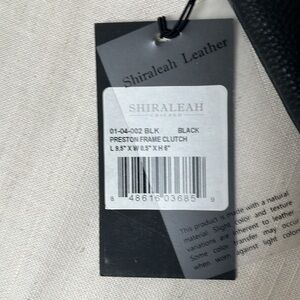 Shiraleah Leather
SHIRALEAH
CHICAGO
01-04-002 BLK BLACK
PRESTON FRAME CLUTCH
L 9.5" X W 0.5" X H 6"
8 48616 03685 9
This product is made with a natural
material. Slight color and texture
variations are inherent to leather.
Some color transfer may occur
when worn against light colors